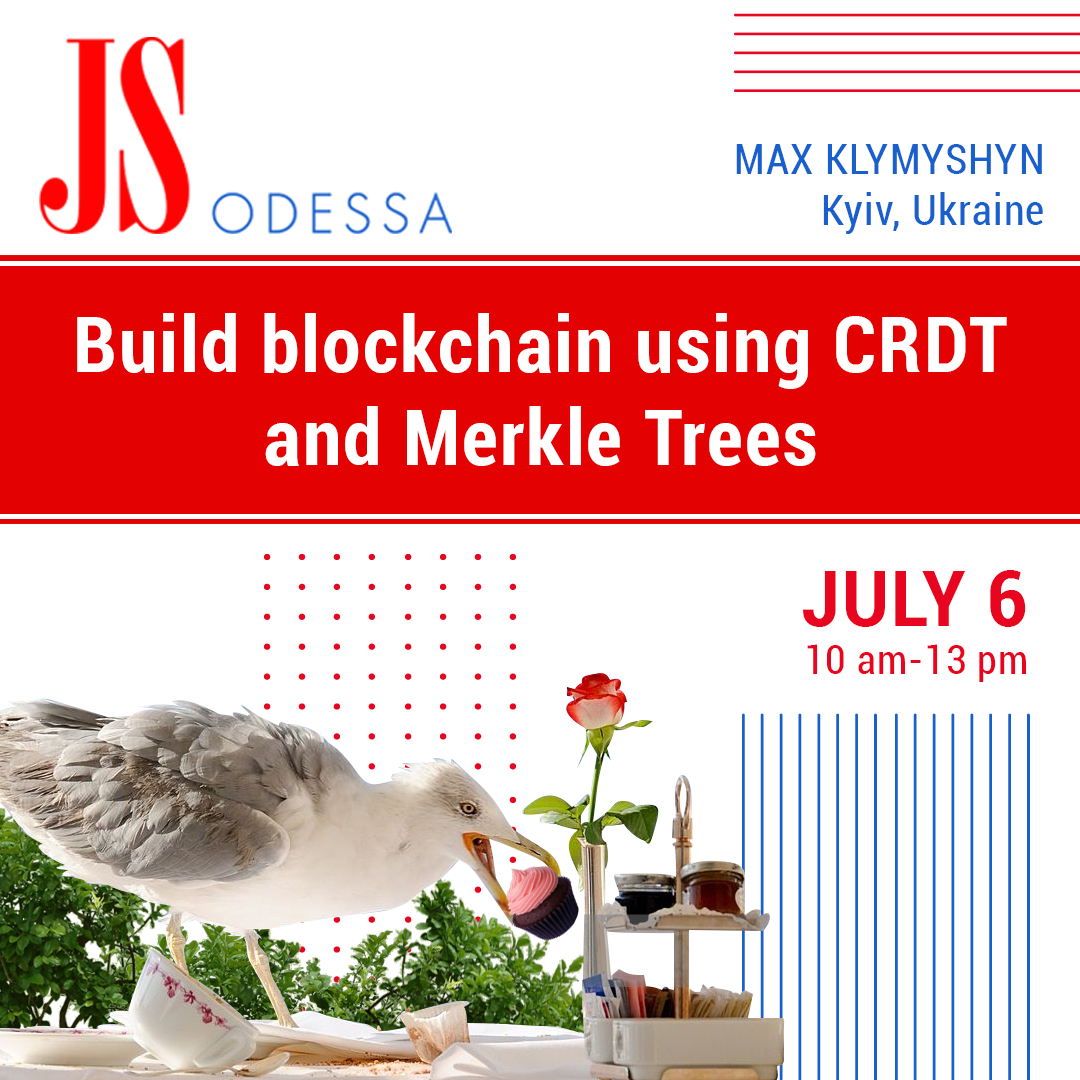 JS ODESSA
MAX KLYMYSHYN
Kyiv, Ukraine
Build blockchain using CRDT
and Merkle Trees
JULY 6
10 am-13 pm